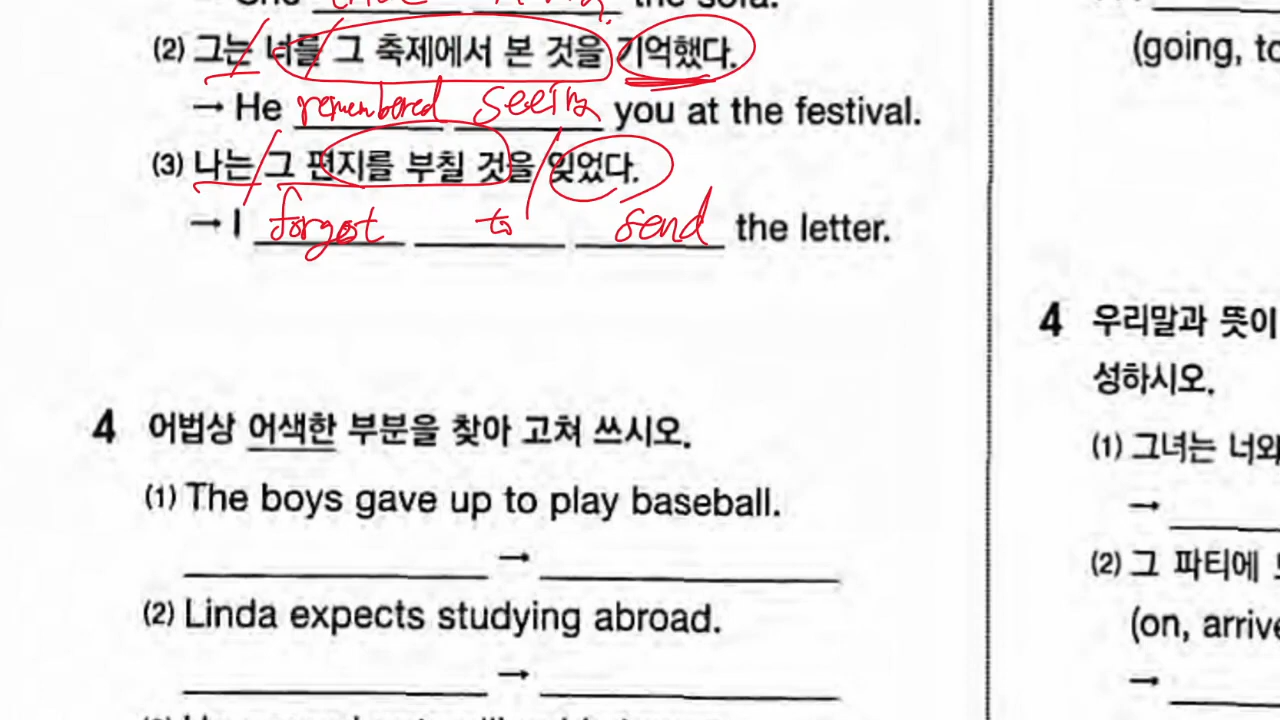 the sofa.
(2) 그는 너를 그 축제에서 본 것을 기억했다.
→ He remembered seeing you at the festival.
(3) 나는 그 편지를 부칠 것을 잊었다.
→ I forgot to send the letter.
4 어법상 어색한 부분을 찾아 고쳐 쓰시오.
(1) The boys gave up to play baseball.
→
(2) Linda expects studying abroad.
→
(going, to
4 우리말과 뜻이
성하시오.
(1) 그녀는 너와
→
(2) 그 파티에
(on, arrive
→